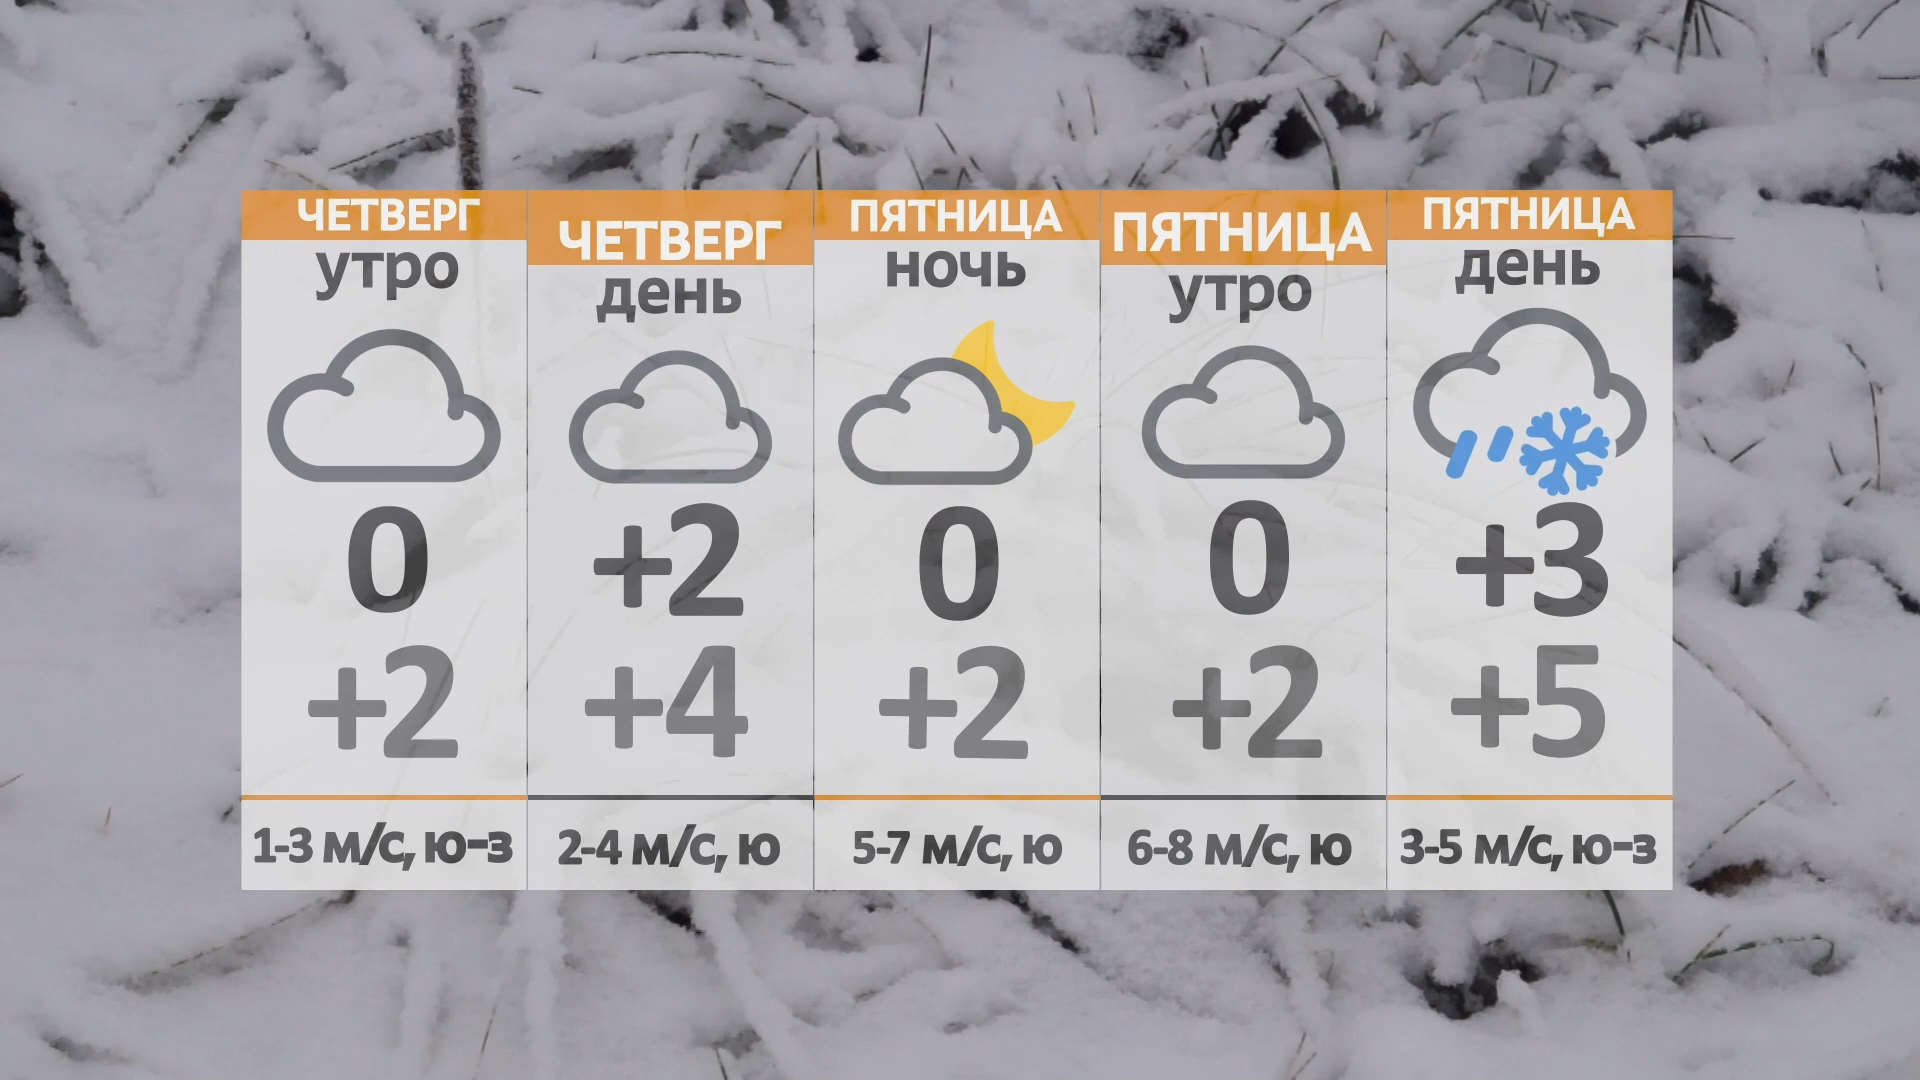 ЧЕТВЕРГ
утро
0
+2
1-3 м/с, ю-з
ЧЕТВЕРГ
день
+2
+4
2-4 м/с, ю
ПЯТНИЦА
ночь
0
+2
5-7 м/с, ю
ПЯТНИЦА
утро
0
+2
6-8 м/с, ю
ПЯТНИЦА
день
+3
+5
3-5 м/с, ю-з